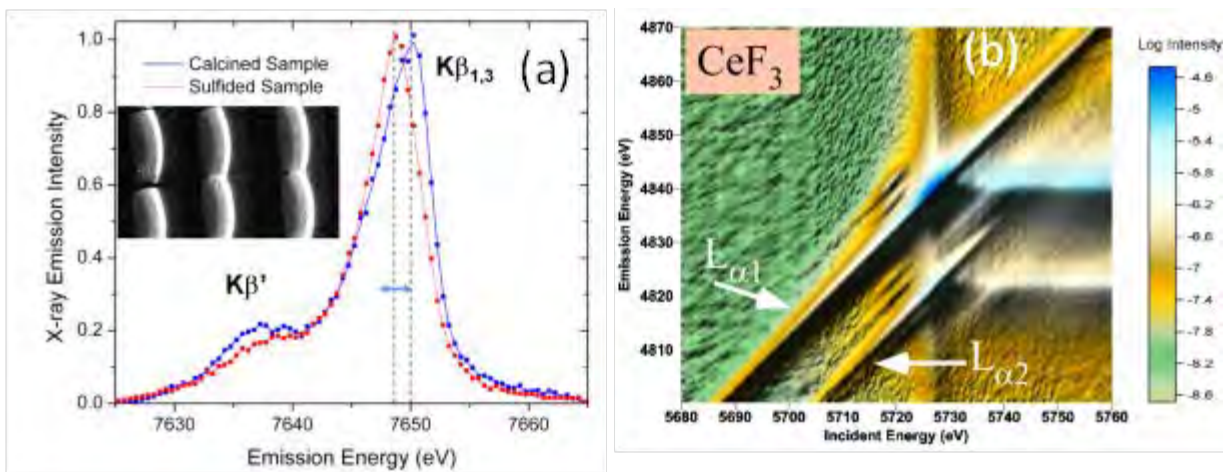 (a)
Calcined Sample
Sulfided Sample
Kβ1,3
Kβ'
X-ray Emission Intensity
1.0
0.8
0.6
0.4
0.2
0.0
7630
7640
7650
7660
Emission Energy (eV)
(b)
CeF3
Lα1
Lα2
Emission Energy (eV)
4870
4860
4850
4840
4830
4820
4810
5680
5690
5700
5710
5720
5730
5740
5750
5760
Incident Energy (eV)
Log Intensity
-4.6
-5
-5.4
-5.8
-6.2
-6.6
-7
-7.4
-7.8
-8.2
-8.6